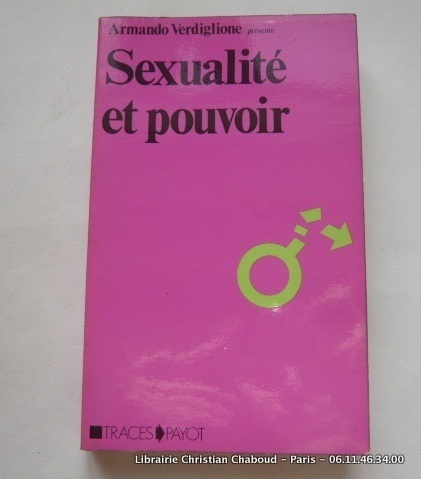 Armando Verdiglione présente
Sexualité
et pouvoir
TRACES PAYOT
Librairie Christian Chaboud - Paris - 06.11.46.34.00